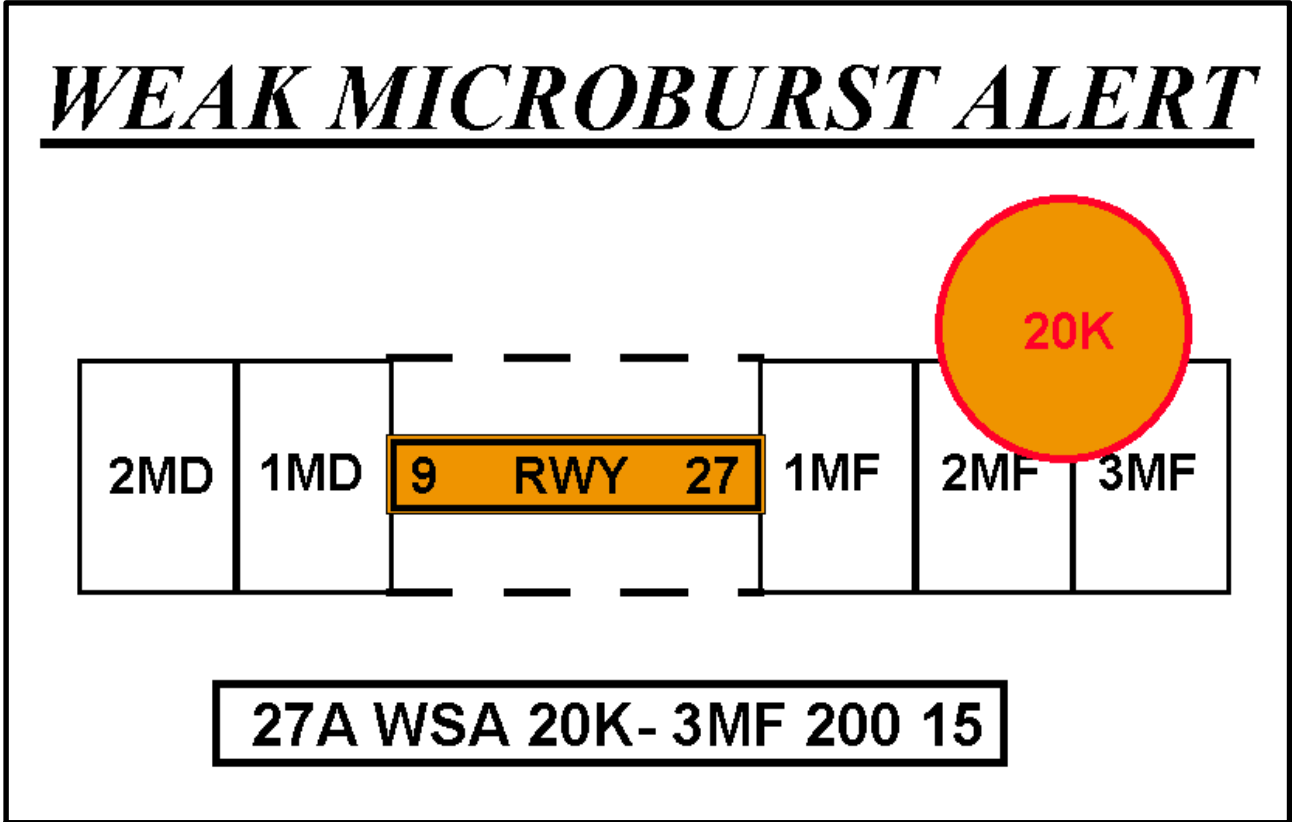 WEAK MICROBURST ALERT
20K
2MD 1MD 9 RWY 27 1MF 2MF 3MF
27A WSA 20K- 3MF 200 15